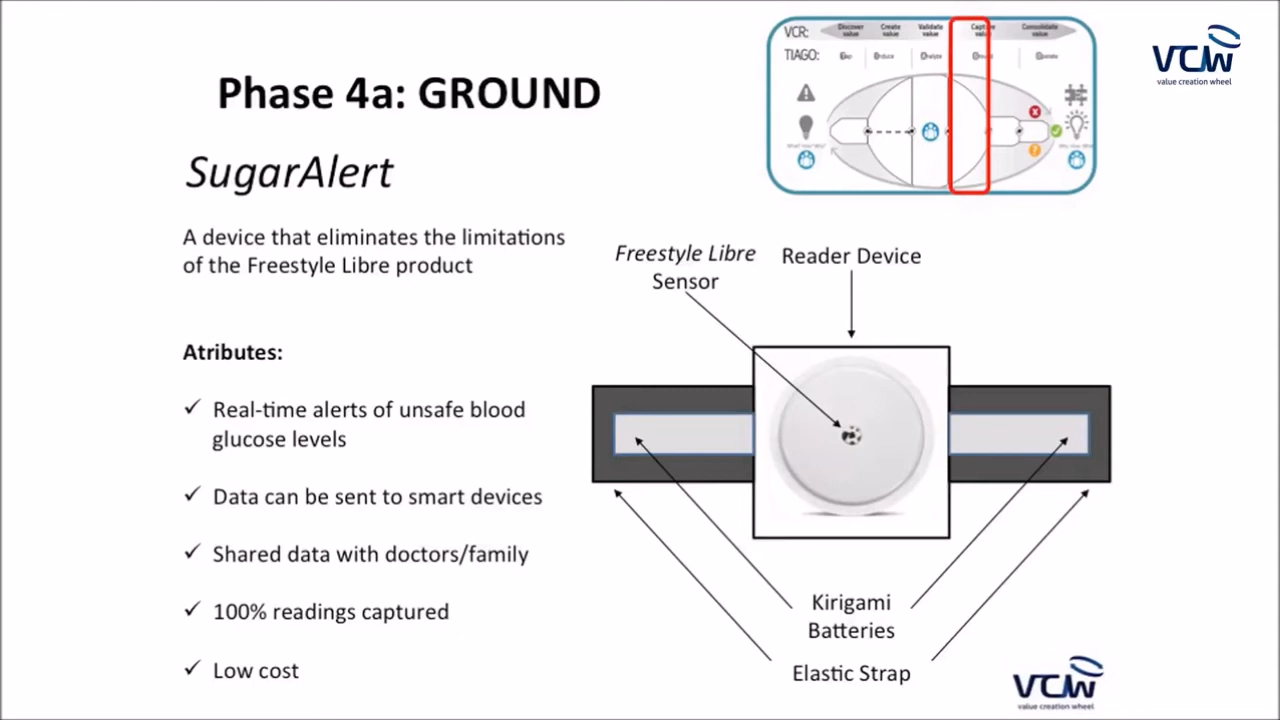 VCR:
Discover value
Create value
Validate value
Consolidate value
TIAGO:
VCW
value creation wheel
Phase 4a: GROUND
SugarAlert
A device that eliminates the limitations
of the Freestyle Libre product
Atributes:
✓ Real-time alerts of unsafe blood
glucose levels
✓ Data can be sent to smart devices
✓ Shared data with doctors/family
✓ 100% readings captured
✓ Low cost
Freestyle Libre
Sensor
Reader Device
Kirigami
Batteries
Elastic Strap
VCW
value creation wheel